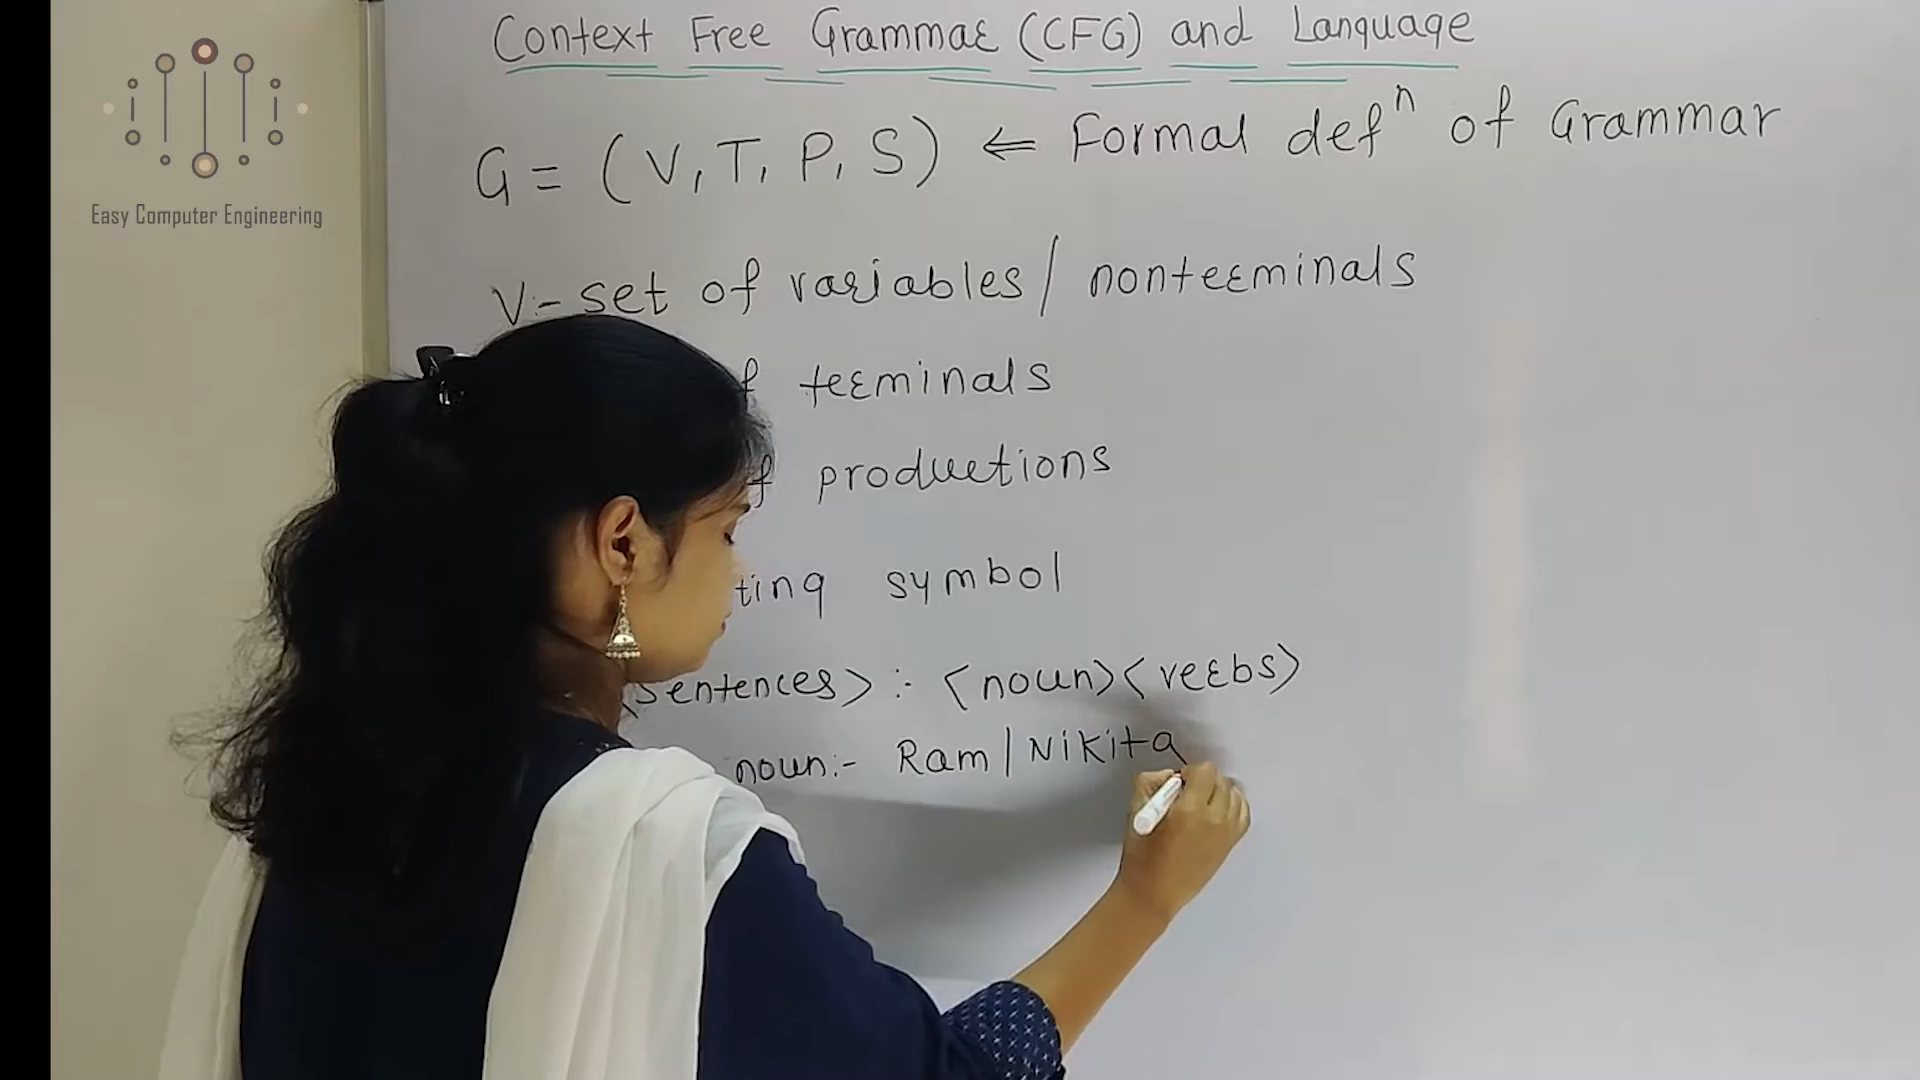 Easy Computer Engineering
Context Free Grammar (CFG) and Language
G = (V, T, P, S) ⇐ Formal defⁿ of Grammar
V:- set of variables / nonterminals
terminals
productions
ting symbol
<sentences> :- <noun><verbs>
noun:- Ram | Nikita